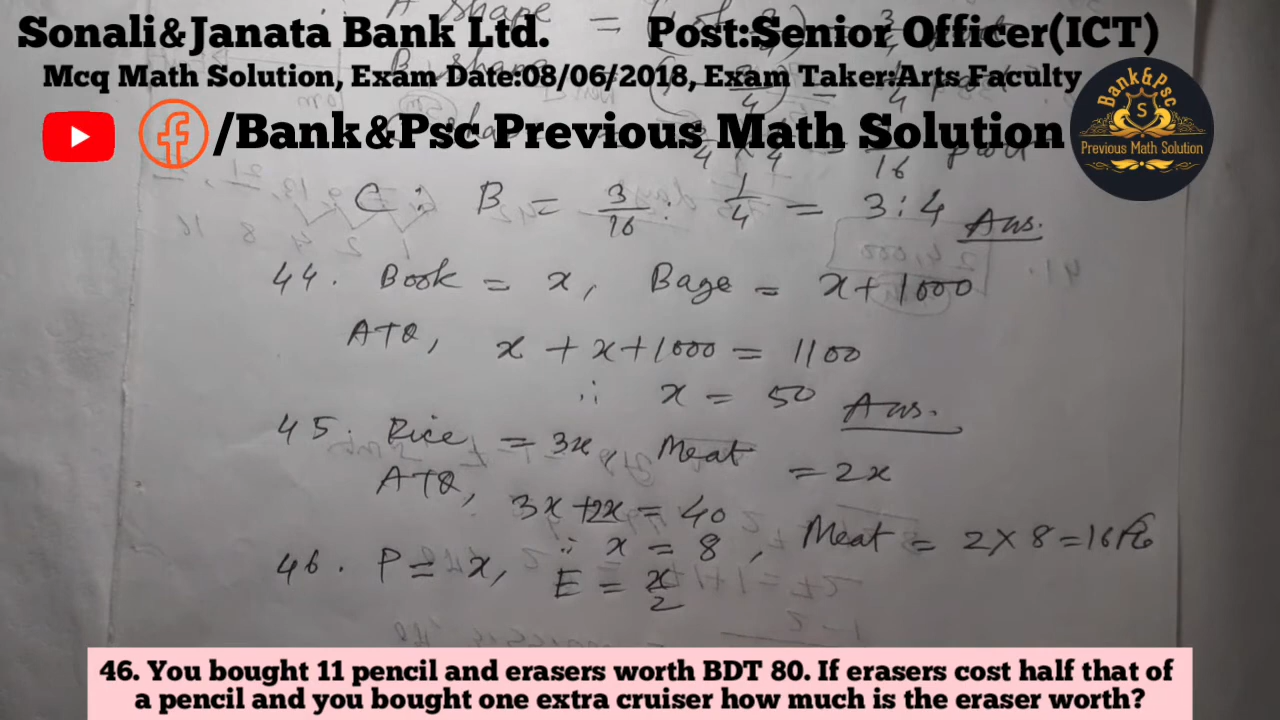 A shape = 3/4
Sonali&Janata Bank Ltd. Post:Senior Officer(ICT)
Mcq Math Solution, Exam Date:08/06/2018, Exam Taker:Arts Faculty
/Bank&Psc Previous Math Solution
Bank&Psc
S
Previous Math Solution
C : B = 3/16 : 1/4 = 3:4 Ans.
44. Book = x, Bage = x+1000
ATQ, x + x+1000 = 1100
∴ x = 50 Ans.
45. Rice = 3x, Meat = 2x
ATQ, 3x+2x = 40
∴ x = 8, Meat = 2×8=16
46. P = x, E = x/2
46. You bought 11 pencil and erasers worth BDT 80. If erasers cost half that of
a pencil and you bought one extra cruiser how much is the eraser worth?